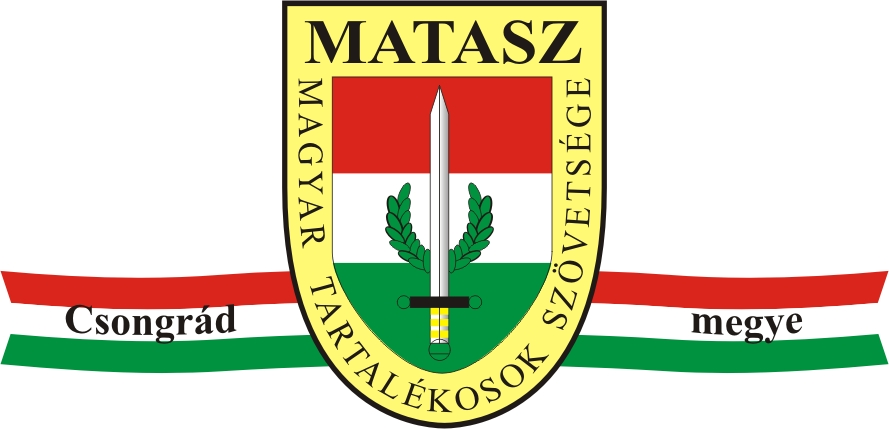 MATASZ
MAGYAR TARTALÉKOSOK SZÖVETSÉGE
Csongrád
megye